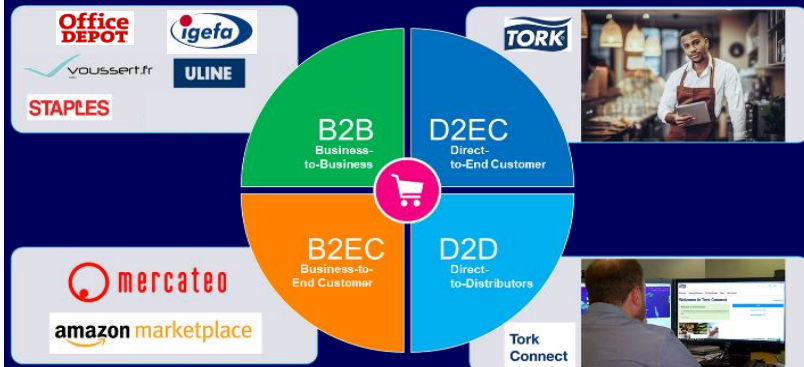 Office
DEPOT
igefa
voussert.fr
ULINE
STAPLES
TORK
B2B
Business-
to-Business
D2EC
Direct-
to-End Customer
B2EC
Business-to-
End Customer
D2D
Direct-
to-Distributors
mercateo
amazon marketplace
Tork
Connect
Welcome to Tork Connect